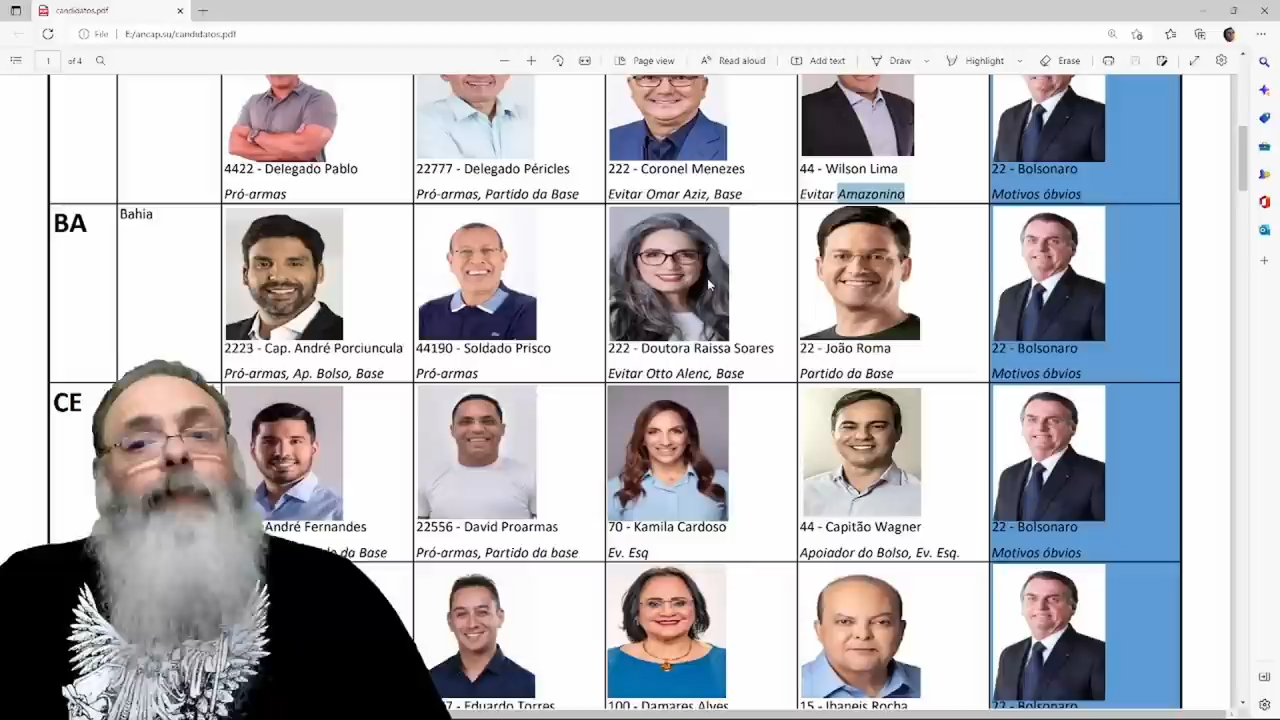 candidatos.pdf
File
E:/ancap.su/candidatos.pdf
1 of 4
Page view
Read aloud
Add text
Draw
Highlight
Erase
4422 - Delegado Pablo
22777 - Delegado Péricles
222 - Coronel Menezes
44 - Wilson Lima
22 - Bolsonaro
Pró-armas
Pró-armas, Partido da Base
Evitar Omar Aziz, Base
Evitar Amazonino
Motivos óbvios
BA
Bahia
2223 - Cap. André Porciuncula
44190 - Soldado Prisco
222 - Doutora Raissa Soares
22 - João Roma
22 - Bolsonaro
Pró-armas, Ap. Bolso, Base
Pró-armas
Evitar Otto Alenc, Base
Partido da Base
Motivos óbvios
CE
André Fernandes
22556 - David Proarmas
70 - Kamila Cardoso
44 - Capitão Wagner
22 - Bolsonaro
da Base
Pró-armas, Partido da base
Ev. Esq
Apoiador do Bolso, Ev. Esq.
Motivos óbvios
7 - Eduardo Torres
100 - Damares Alves
15 - Ibaneis Rocha
22 - Bolsonaro